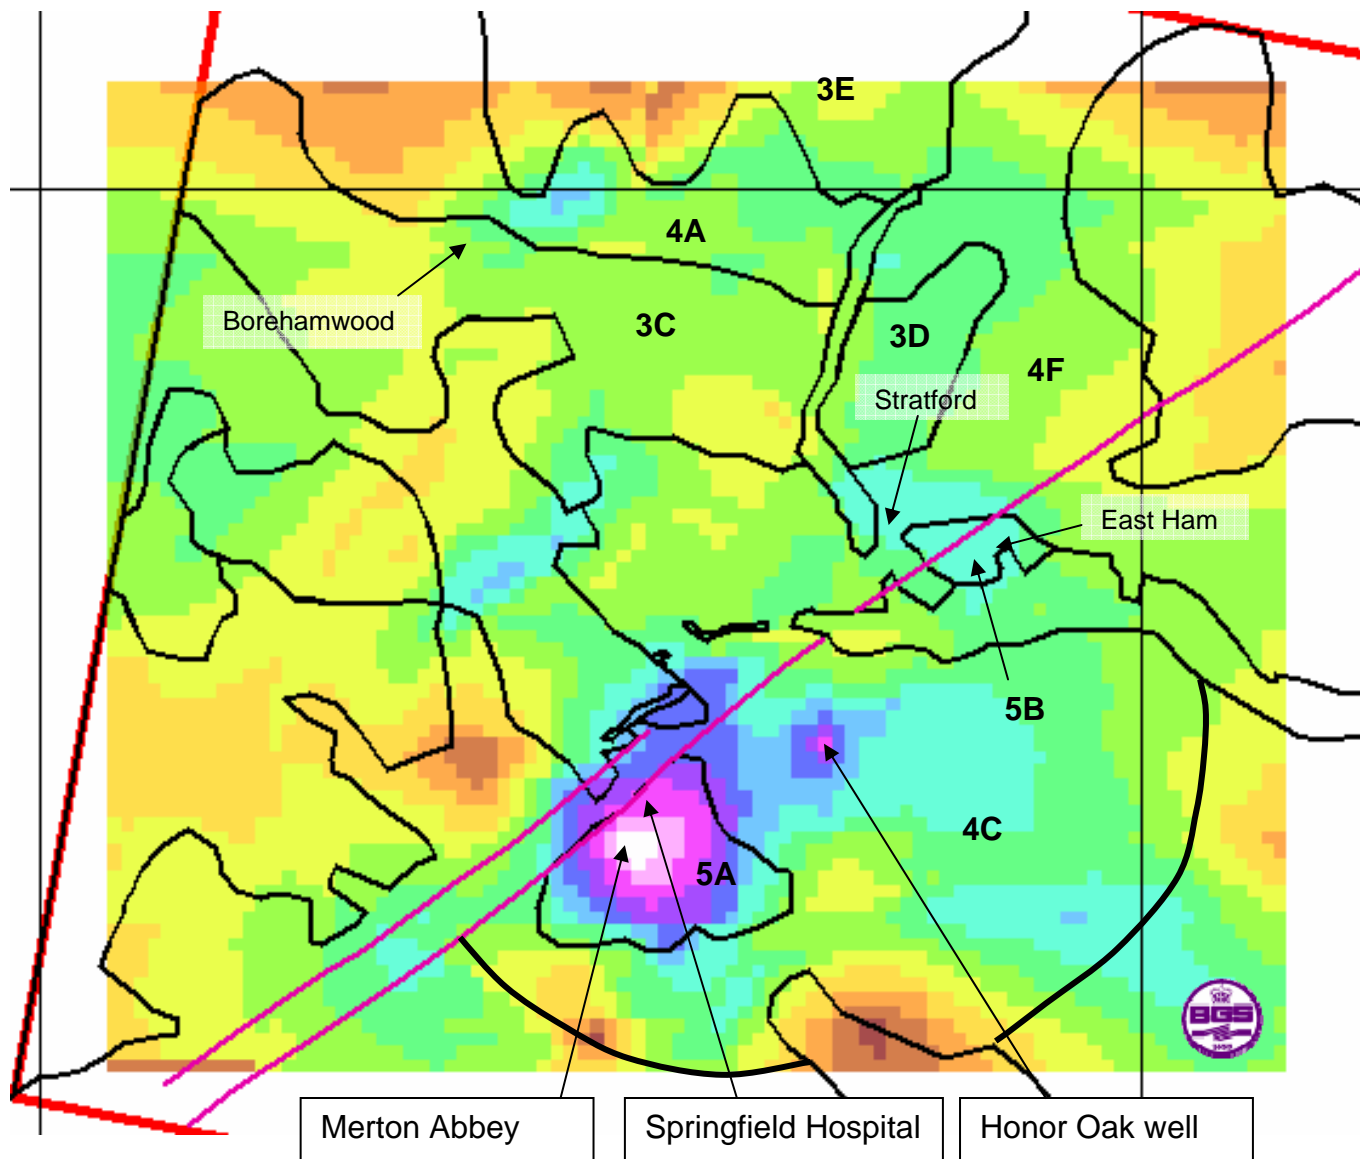 3E
4A
Borehamwood
3C
3D
4F
Stratford
East Ham
5B
4C
5A
BGS
Merton Abbey
Springfield Hospital
Honor Oak well